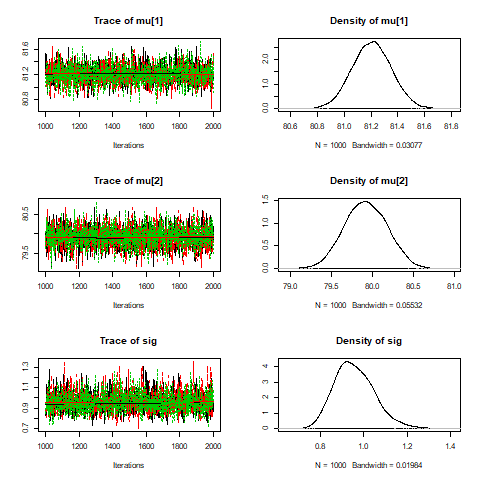 Trace of mu[1]
81.6
81.2
80.8
1000 1200 1400 1600 1800 2000
Iterations
Density of mu[1]
2.0
1.0
0.0
80.6 80.8 81.0 81.2 81.4 81.6 81.8
N = 1000 Bandwidth = 0.03077
Trace of mu[2]
80.5
79.5
1000 1200 1400 1600 1800 2000
Iterations
Density of mu[2]
1.5
1.0
0.5
0.0
79.0 79.5 80.0 80.5 81.0
N = 1000 Bandwidth = 0.05532
Trace of sig
1.3
1.1
0.9
0.7
1000 1200 1400 1600 1800 2000
Iterations
Density of sig
4
3
2
1
0
0.8 1.0 1.2 1.4
N = 1000 Bandwidth = 0.01984